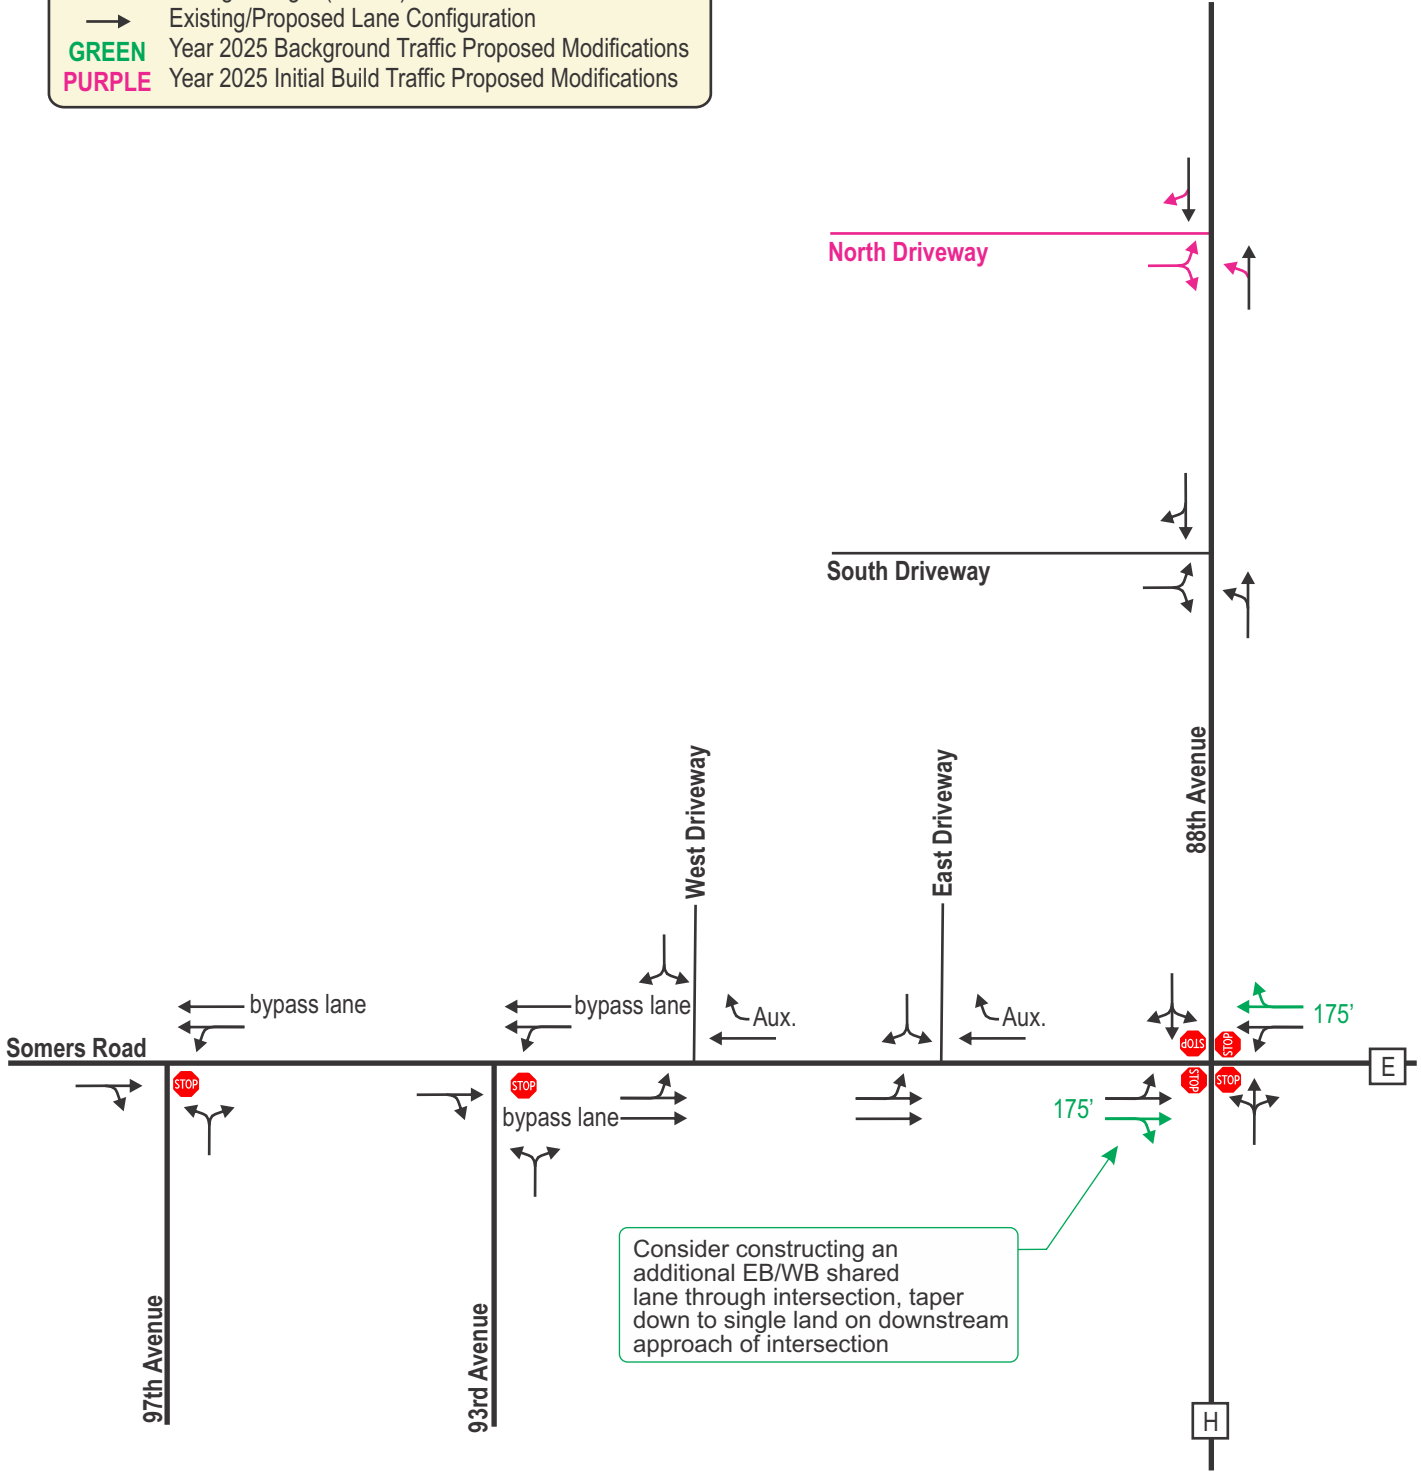 Existing/Proposed Lane Configuration
GREEN Year 2025 Background Traffic Proposed Modifications
PURPLE Year 2025 Initial Build Traffic Proposed Modifications
North Driveway
South Driveway
88th Avenue
West Driveway
East Driveway
bypass lane
bypass lane
Aux.
Aux.
175’
Somers Road
STOP
STOP
STOP
STOP
STOP
STOP
E
bypass lane
175’
Consider constructing an
additional EB/WB shared
lane through intersection, taper
down to single land on downstream
approach of intersection
97th Avenue
93rd Avenue
H